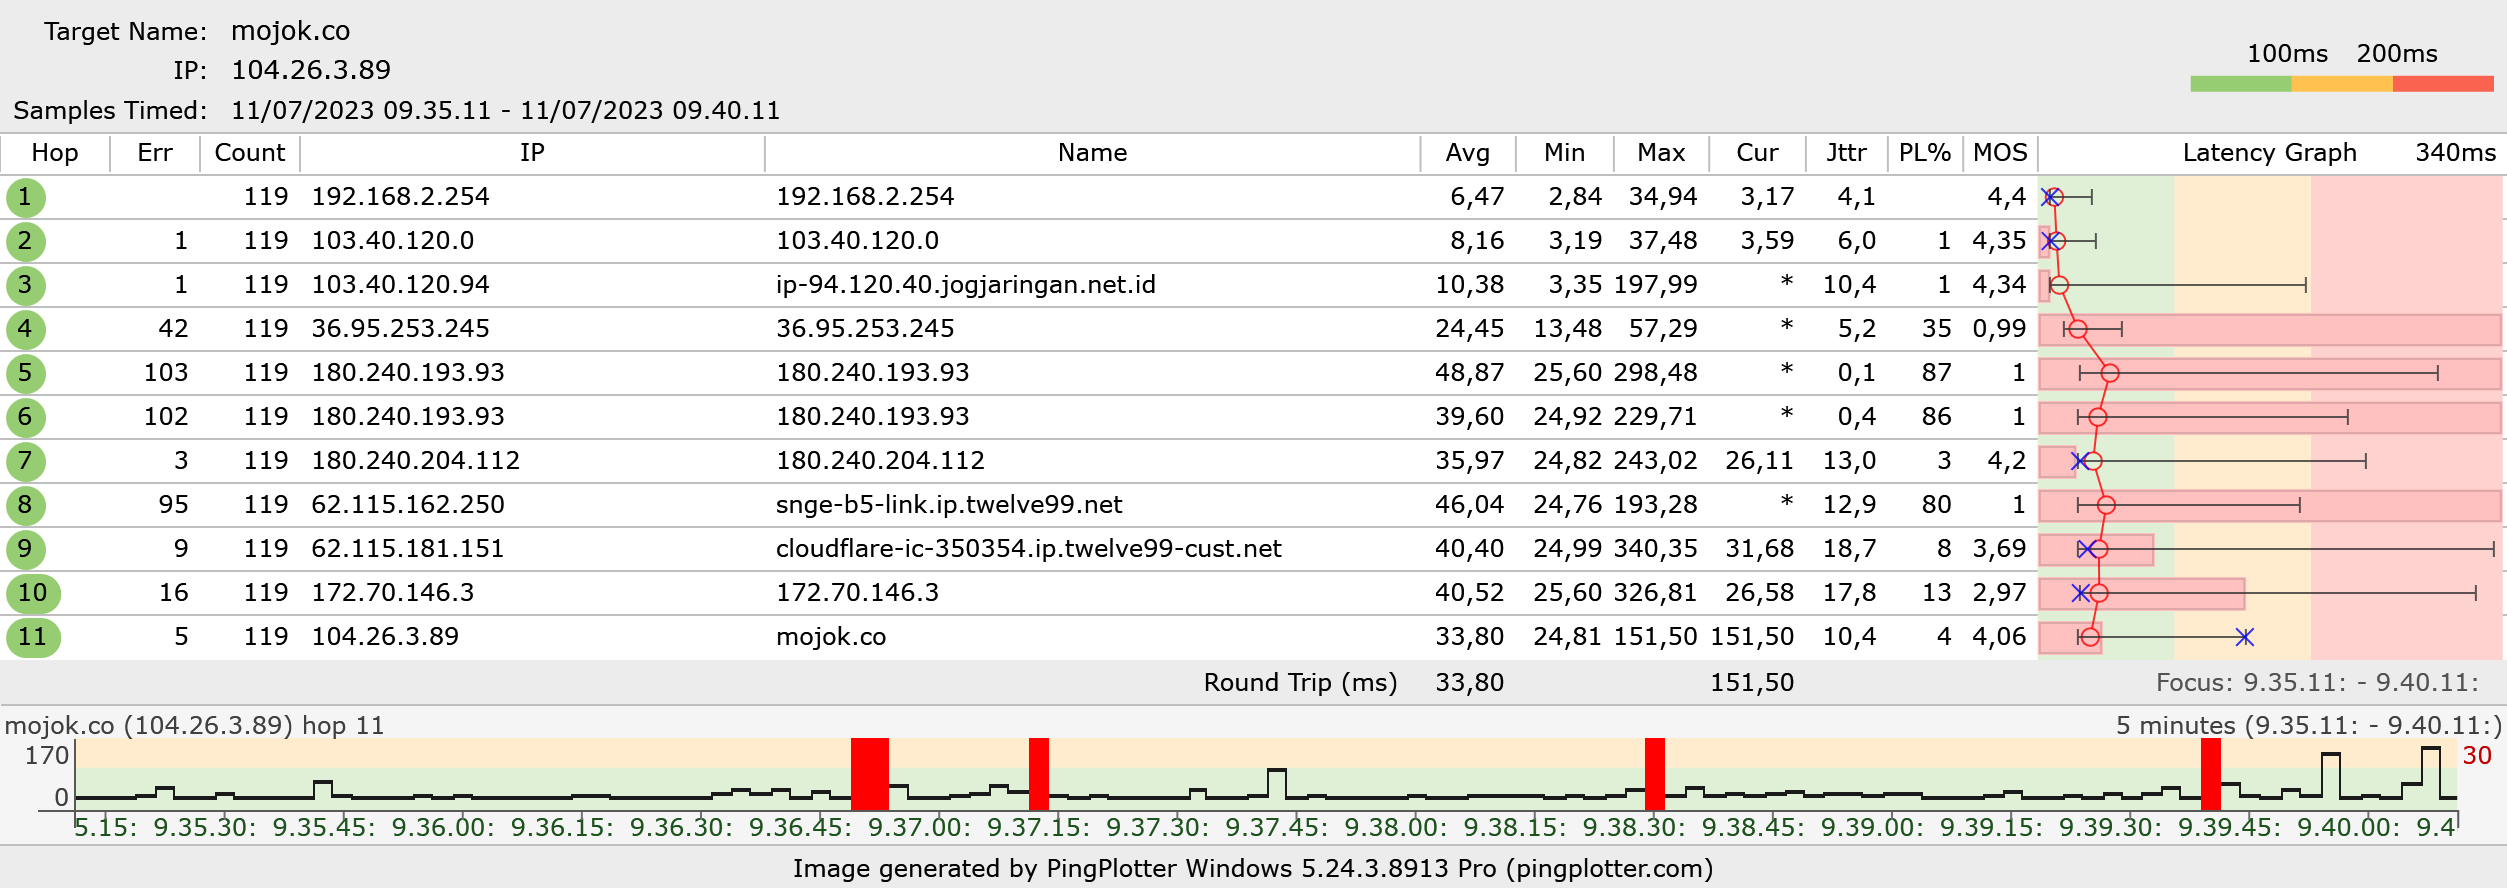 Target Name: mojok.co
IP: 104.26.3.89
Samples Timed: 11/07/2023 09.35.11 - 11/07/2023 09.40.11
100ms 200ms
Hop Err Count IP Name Avg Min Max Cur Jttr PL% MOS Latency Graph 340ms
1 119 192.168.2.254 192.168.2.254 6,47 2,84 34,94 3,17 4,1 4,4
2 1 119 103.40.120.0 103.40.120.0 8,16 3,19 37,48 3,59 6,0 1 4,35
3 1 119 103.40.120.94 ip-94.120.40.jogjaringan.net.id 10,38 3,35 197,99 * 10,4 1 4,34
4 42 119 36.95.253.245 36.95.253.245 24,45 13,48 57,29 * 5,2 35 0,99
5 103 119 180.240.193.93 180.240.193.93 48,87 25,60 298,48 * 0,1 87 1
6 102 119 180.240.193.93 180.240.193.93 39,60 24,92 229,71 * 0,4 86 1
7 3 119 180.240.204.112 180.240.204.112 35,97 24,82 243,02 26,11 13,0 3 4,2
8 95 119 62.115.162.250 snge-b5-link.ip.twelve99.net 46,04 24,76 193,28 * 12,9 80 1
9 9 119 62.115.181.151 cloudflare-ic-350354.ip.twelve99-cust.net 40,40 24,99 340,35 31,68 18,7 8 3,69
10 16 119 172.70.146.3 172.70.146.3 40,52 25,60 326,81 26,58 17,8 13 2,97
11 5 119 104.26.3.89 mojok.co 33,80 24,81 151,50 151,50 10,4 4 4,06
Round Trip (ms) 33,80 151,50 Focus: 9.35.11: - 9.40.11:
mojok.co (104.26.3.89) hop 11 5 minutes (9.35.11: - 9.40.11:)
170 30
0
5.15: 9.35.30: 9.35.45: 9.36.00: 9.36.15: 9.36.30: 9.36.45: 9.37.00: 9.37.15: 9.37.30: 9.37.45: 9.38.00: 9.38.15: 9.38.30: 9.38.45: 9.39.00: 9.39.15: 9.39.30: 9.39.45: 9.40.00: 9.4
Image generated by PingPlotter Windows 5.24.3.8913 Pro (pingplotter.com)